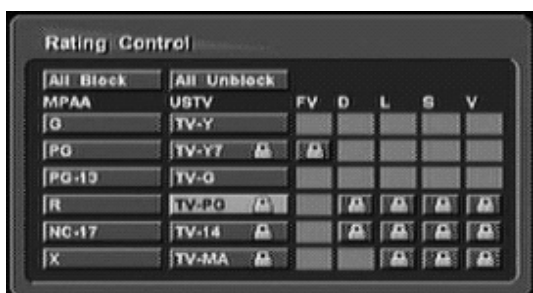 Rating Control
All Block All Unblock
MPAA USTV FV D L S V
G TV-Y
PG TV-Y7
PG-13 TV-G
R TV-PG
NC-17 TV-14
X TV-MA